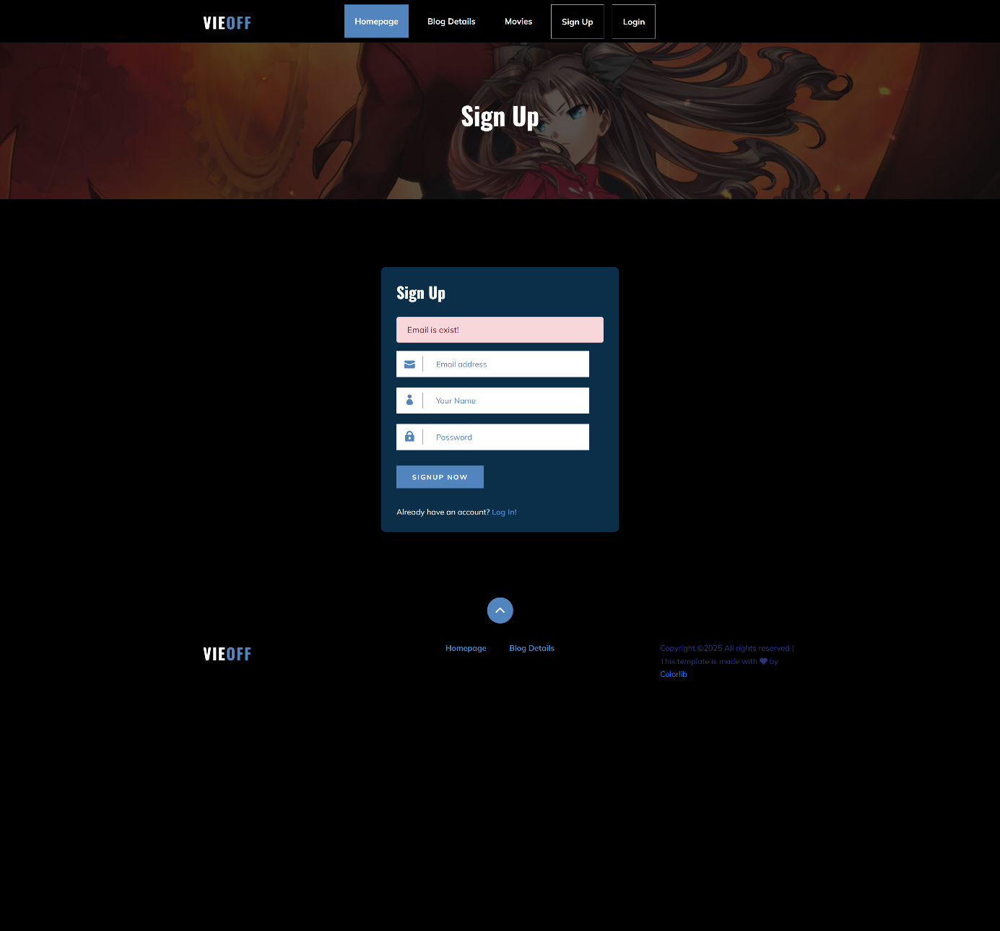 VIEOFF
Homepage
Blog Details
Movies
Sign Up
Login
Sign Up
Sign Up
Email is exist!
Email address
Your Name
Password
SIGNUP NOW
Already have an account? Log In!
VIEOFF
Homepage
Blog Details
Copyright ©2025 All rights reserved |
This template is made with ♥ by
Colorlib